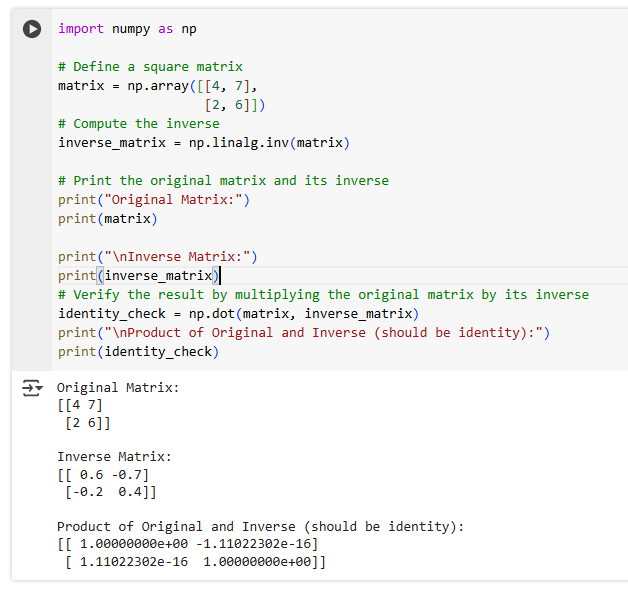 import numpy as np
# Define a square matrix
matrix = np.array([[4, 7],
                   [2, 6]])
# Compute the inverse
inverse_matrix = np.linalg.inv(matrix)
# Print the original matrix and its inverse
print("Original Matrix:")
print(matrix)
print("\nInverse Matrix:")
print(inverse_matrix)
# Verify the result by multiplying the original matrix by its inverse
identity_check = np.dot(matrix, inverse_matrix)
print("\nProduct of Original and Inverse (should be identity):")
print(identity_check)
Original Matrix:
[[4 7]
 [2 6]]
Inverse Matrix:
[[ 0.6 -0.7]
 [-0.2  0.4]]
Product of Original and Inverse (should be identity):
[[ 1.00000000e+00 -1.11022302e-16]
 [ 1.11022302e-16  1.00000000e+00]]